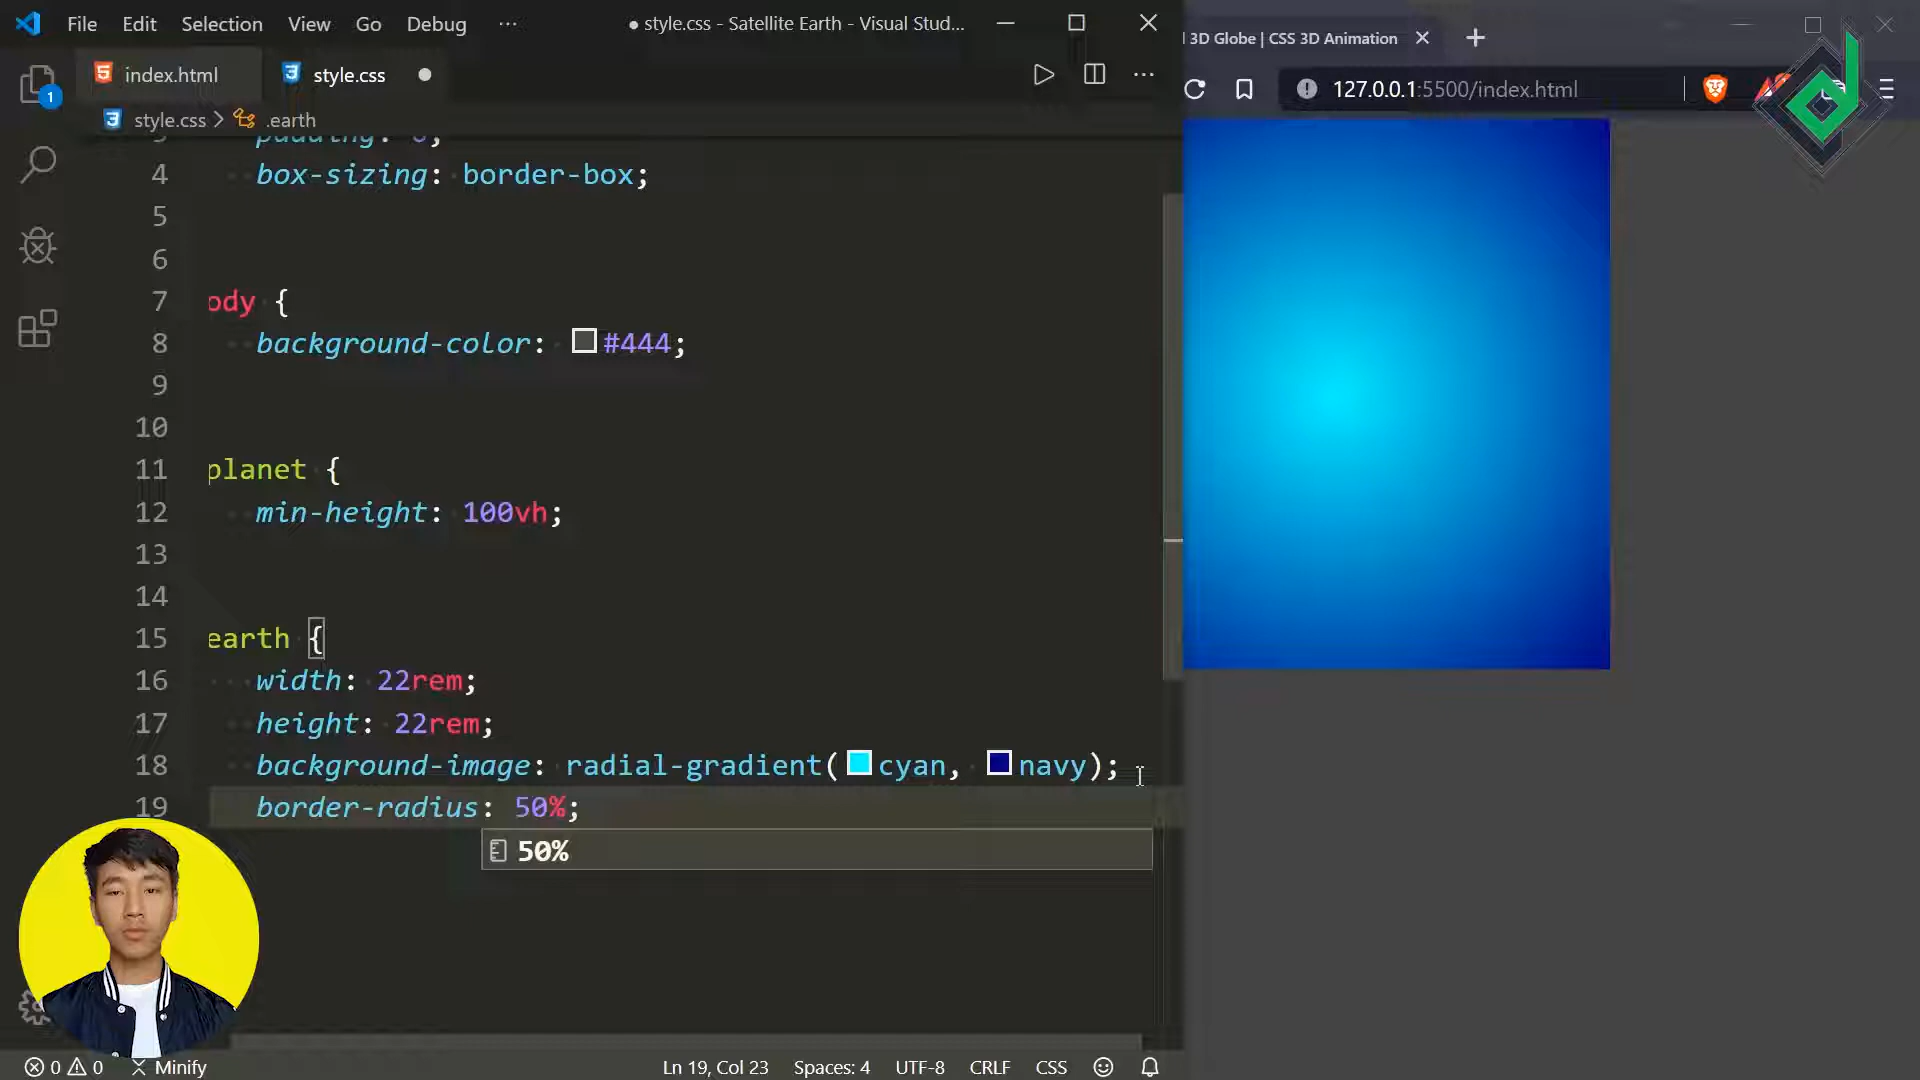 File Edit Selection View Go Debug ···
● style.css - Satellite Earth - Visual Stud...
3D Globe | CSS 3D Animation
index.html
style.css
127.0.0.1:5500/index.html
style.css > .earth
3 padding: 0;
4 box-sizing: border-box;
5
6
7 ody {
8 background-color: #444;
9
10
11 planet {
12 min-height: 100vh;
13
14
15 earth {
16 width: 22rem;
17 height: 22rem;
18 background-image: radial-gradient(cyan, navy);
19 border-radius: 50%;
50%
1
0 0 Minify
Ln 19, Col 23 Spaces: 4 UTF-8 CRLF CSS